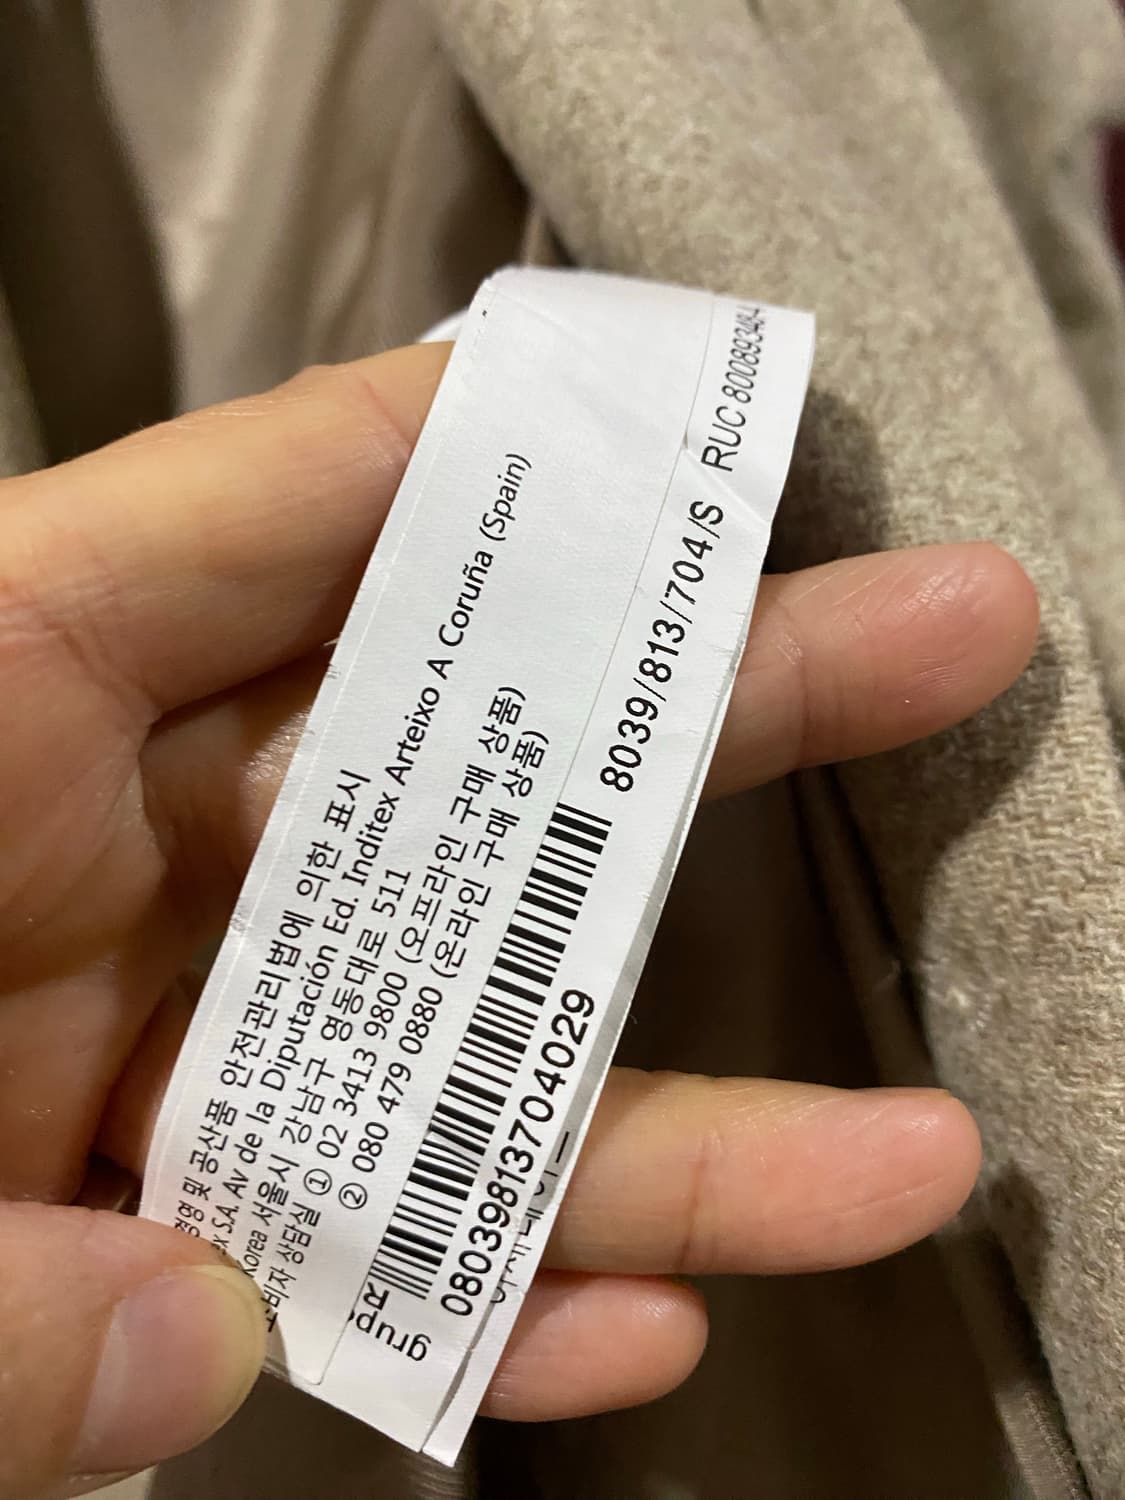 경영 및 공산품 안전관리법에 의한 표시
S.A. Av de la Diputación Ed. Inditex Arteixo A Coruña (Spain)
Korea 서울시 강남구 영동대로 511
소비자 상담실 ① 02 3413 9800 (오프라인 구매 상품)
② 080 479 0880 (온라인 구매 상품)
08039813704029
8039/813/704/S RUC 8008934